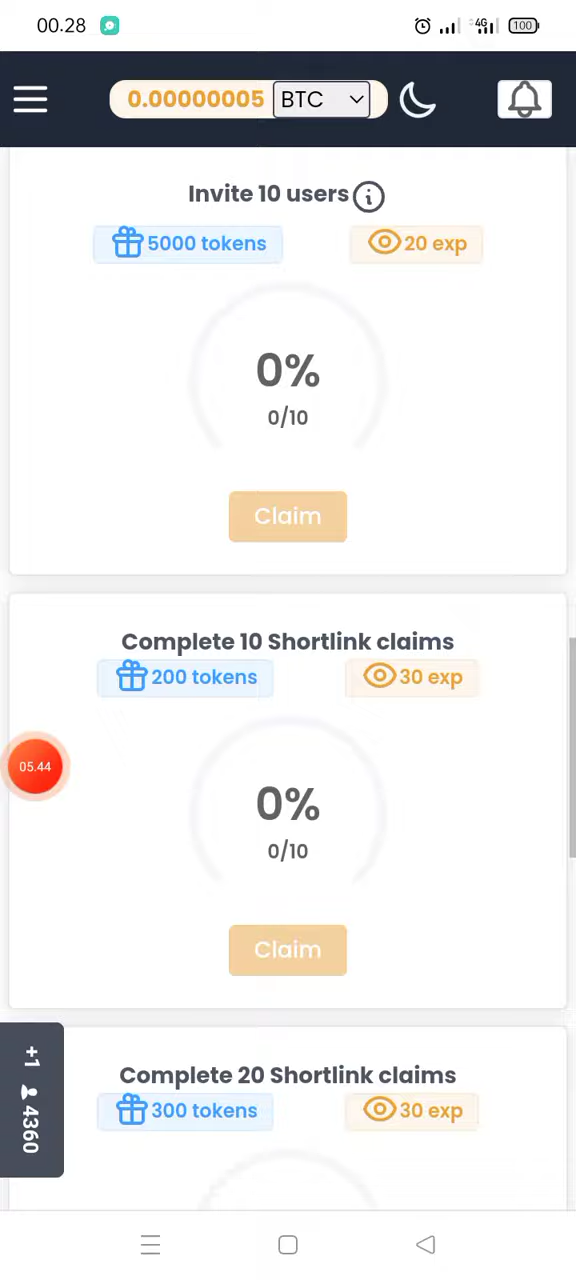 00.28
4G
100
0.00000005 BTC
Invite 10 users
5000 tokens
20 exp
0%
0/10
Claim
Complete 10 Shortlink claims
200 tokens
30 exp
05.44
0%
0/10
Claim
+1 4360
Complete 20 Shortlink claims
300 tokens
30 exp